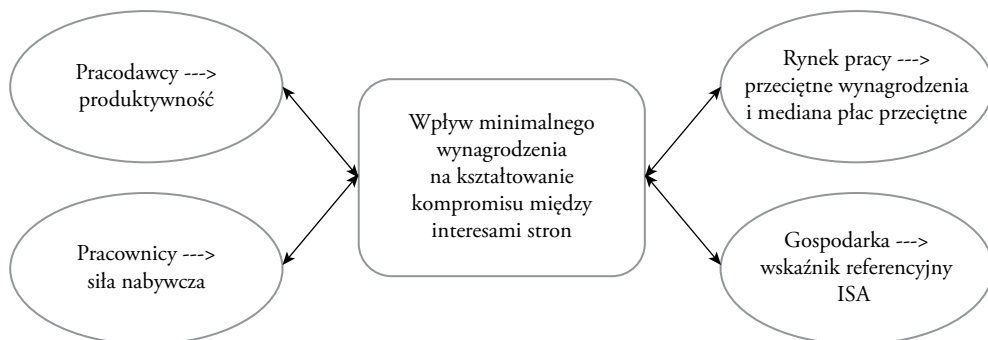 Pracodawcy --->
produktywność
Pracownicy --->
siła nabywcza
Wpływ minimalnego
wynagrodzenia
na kształtowanie
kompromisu między
interesami stron
Rynek pracy --->
przeciętne wynagrodzenia
i mediana płac przeciętne
Gospodarka --->
wskaźnik referencyjny
ISA